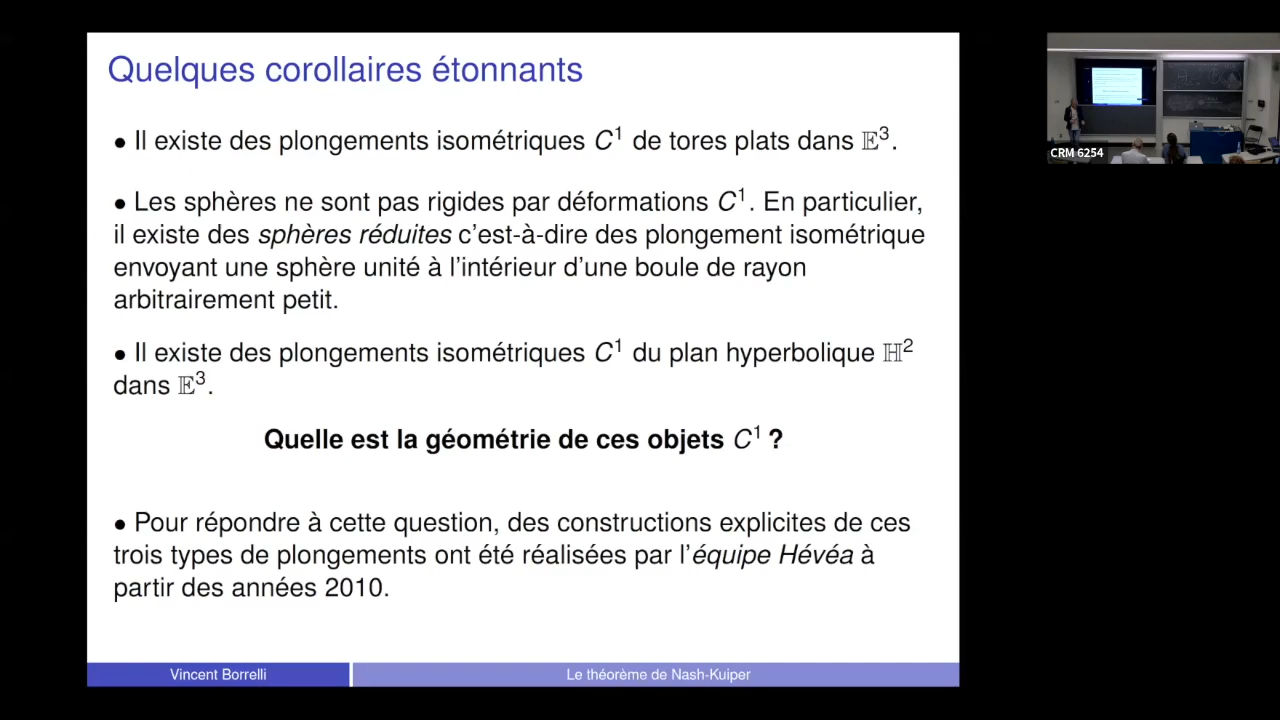 Quelques corollaires étonnants
• Il existe des plongements isométriques C¹ de tores plats dans 𝔼³.
• Les sphères ne sont pas rigides par déformations C¹. En particulier,
il existe des sphères réduites c'est-à-dire des plongement isométrique
envoyant une sphère unité à l'intérieur d'une boule de rayon
arbitrairement petit.
• Il existe des plongements isométriques C¹ du plan hyperbolique ℍ²
dans 𝔼³.
Quelle est la géométrie de ces objets C¹ ?
• Pour répondre à cette question, des constructions explicites de ces
trois types de plongements ont été réalisées par l'équipe Hévéa à
partir des années 2010.
Vincent Borrelli
Le théorème de Nash-Kuiper
CRM 6254